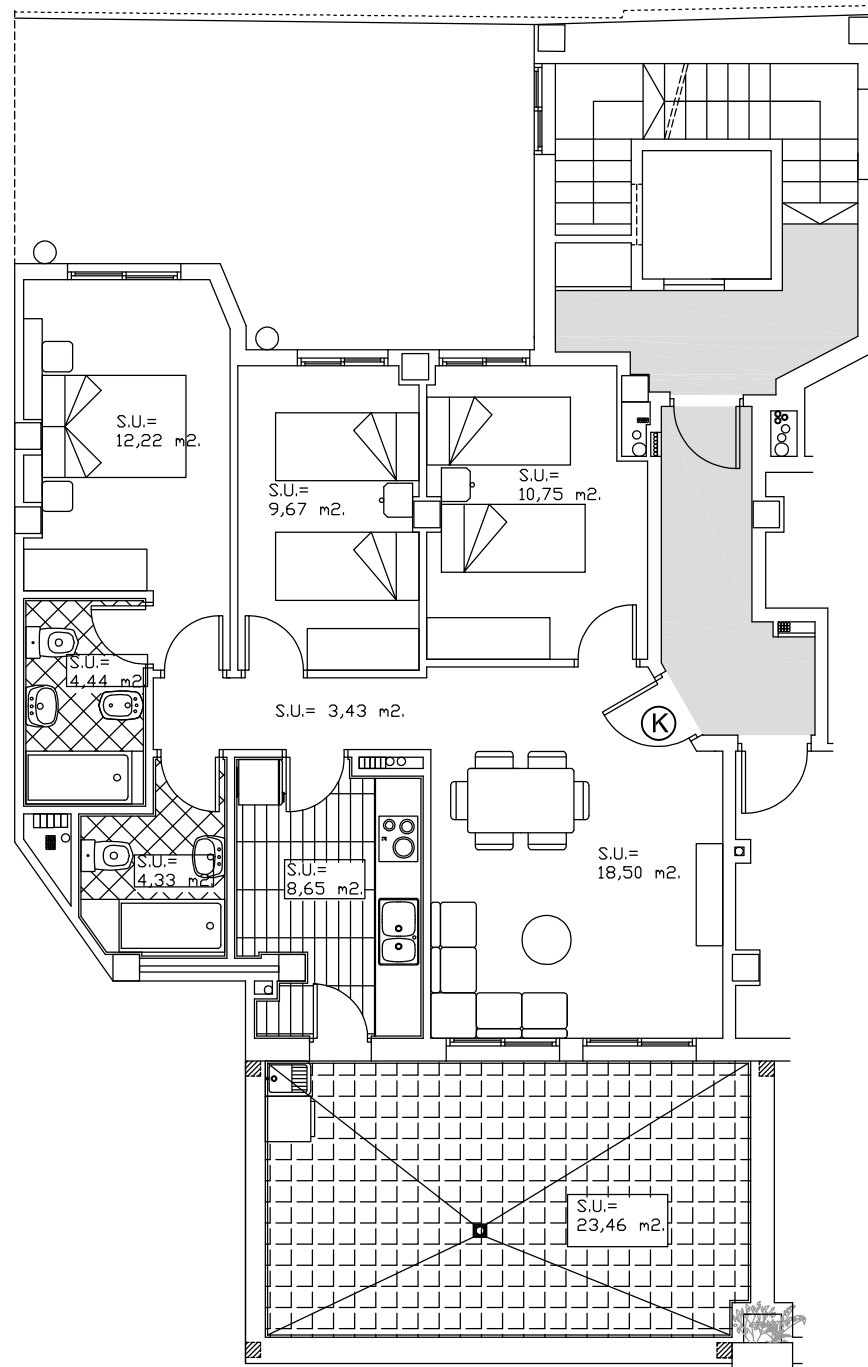 S.U.=
12,22 m2.
S.U.=
9,67 m2.
S.U.=
10,75 m2.
S.U.=
4,44 m2
S.U.= 3,43 m2.
K
S.U.=
4,33 m2.
S.U.=
8,65 m2.
S.U.=
18,50 m2.
S.U.=
23,46 m2.